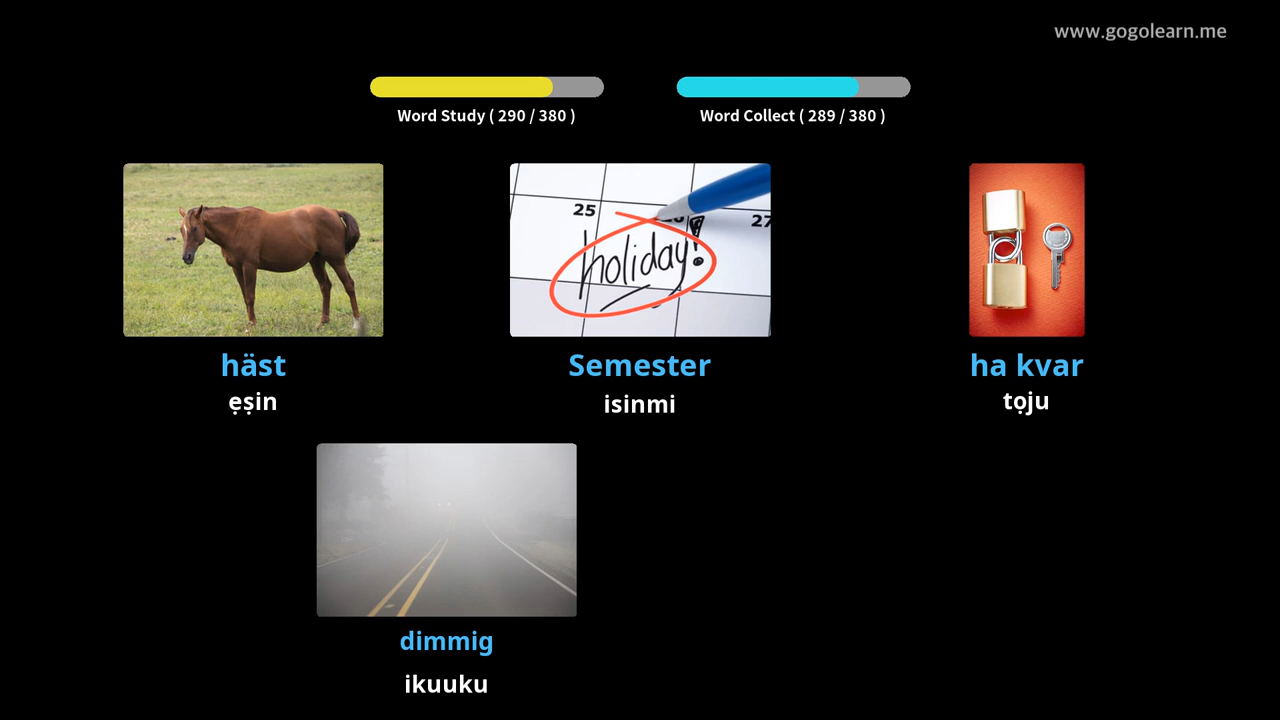 www.gogolearn.me
Word Study ( 290 / 380 )
Word Collect ( 289 / 380 )
25
27
holiday!
häst
Semester
ha kvar
ẹṣin
isinmi
tọju
dimmig
ikuuku